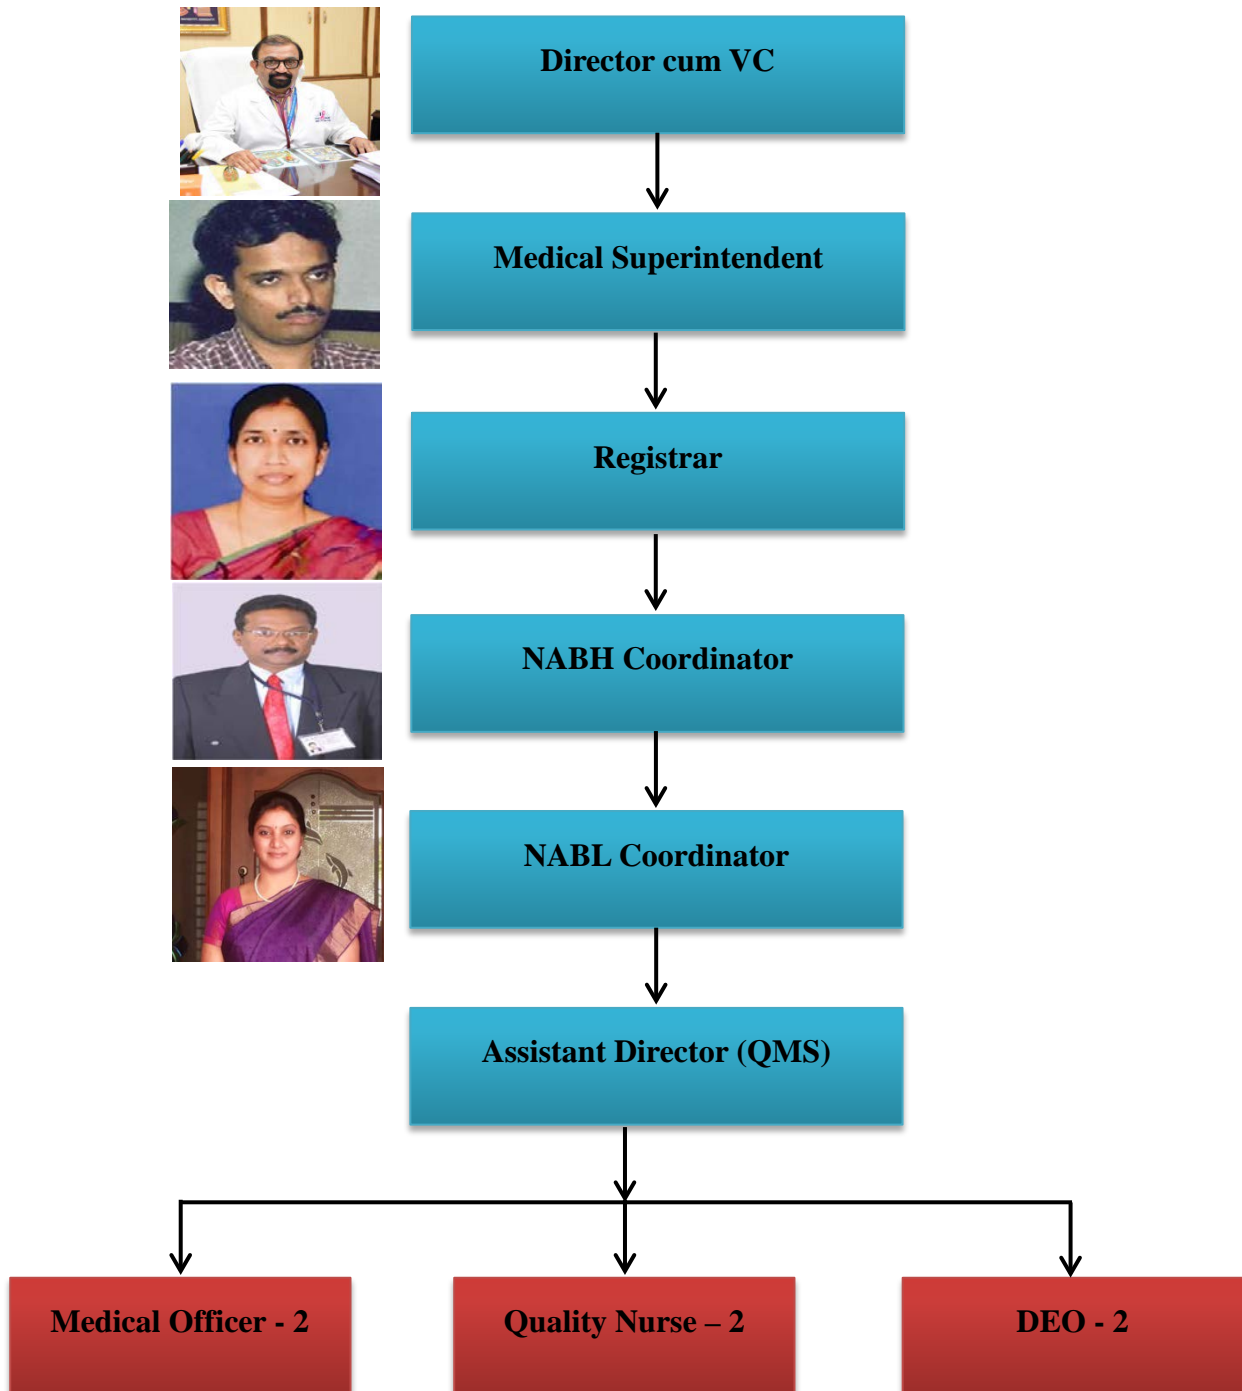 Director cum VC
Medical Superintendent
Registrar
NABH Coordinator
NABL Coordinator
Assistant Director (QMS)
Medical Officer - 2
Quality Nurse – 2
DEO - 2